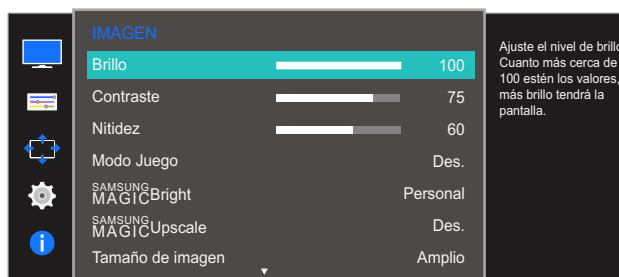 IMAGEN
Brillo 100
Contraste 75
Nitidez 60
Modo Juego Des.
SAMSUNG MAGIC Bright Personal
SAMSUNG MAGIC Upscale Des.
Tamaño de imagen Amplio
Ajuste el nivel de brillo
Cuanto más cerca de
100 estén los valores,
más brillo tendrá la
pantalla.